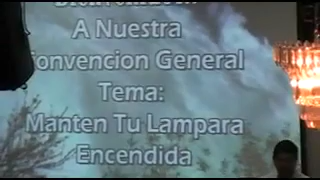 A Nuestra
Convencion General
Tema:
Manten Tu Lampara
Encendida